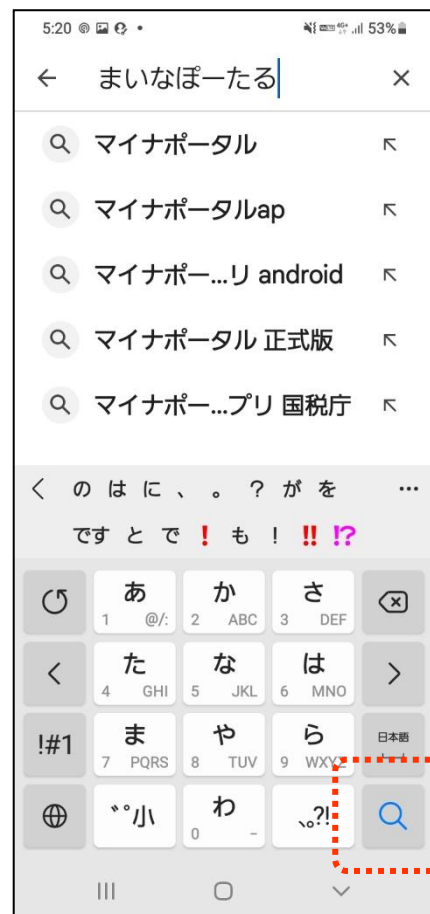 5:20 53%
まいなぽーたる
マイナポータル
マイナポータルap
マイナポー...リ android
マイナポータル 正式版
マイナポー...プリ 国税庁
の は に 、 。 ? が を
です と で ❗ も ! ‼ ⁉
あ 1 @/: か 2 ABC さ 3 DEF
た 4 GHI な 5 JKL は 6 MNO
!#1 ま 7 PQRS や 8 TUV ら 9 WXYZ 日本語
゛゜小 わ 0 - 、。?!